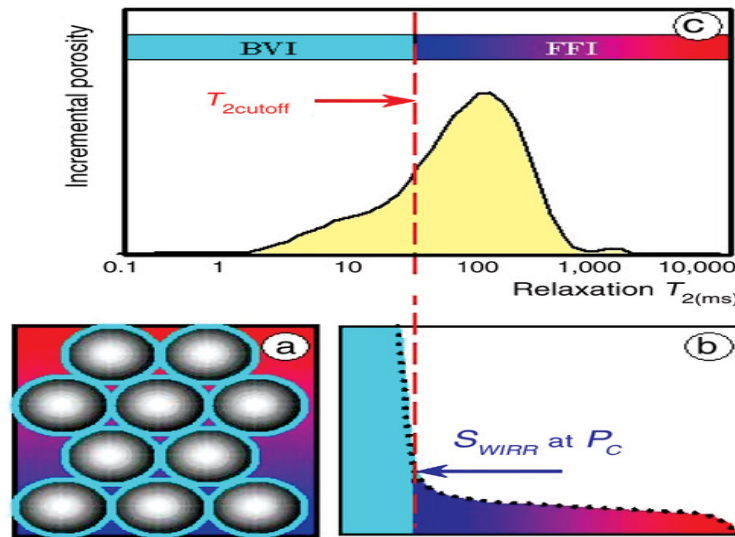 c
BVI FFI
T2cutoff
Incremental porosity
0.1 1 10 100 1,000 10,000
Relaxation T2(ms)
a
b
SWIRR at PC